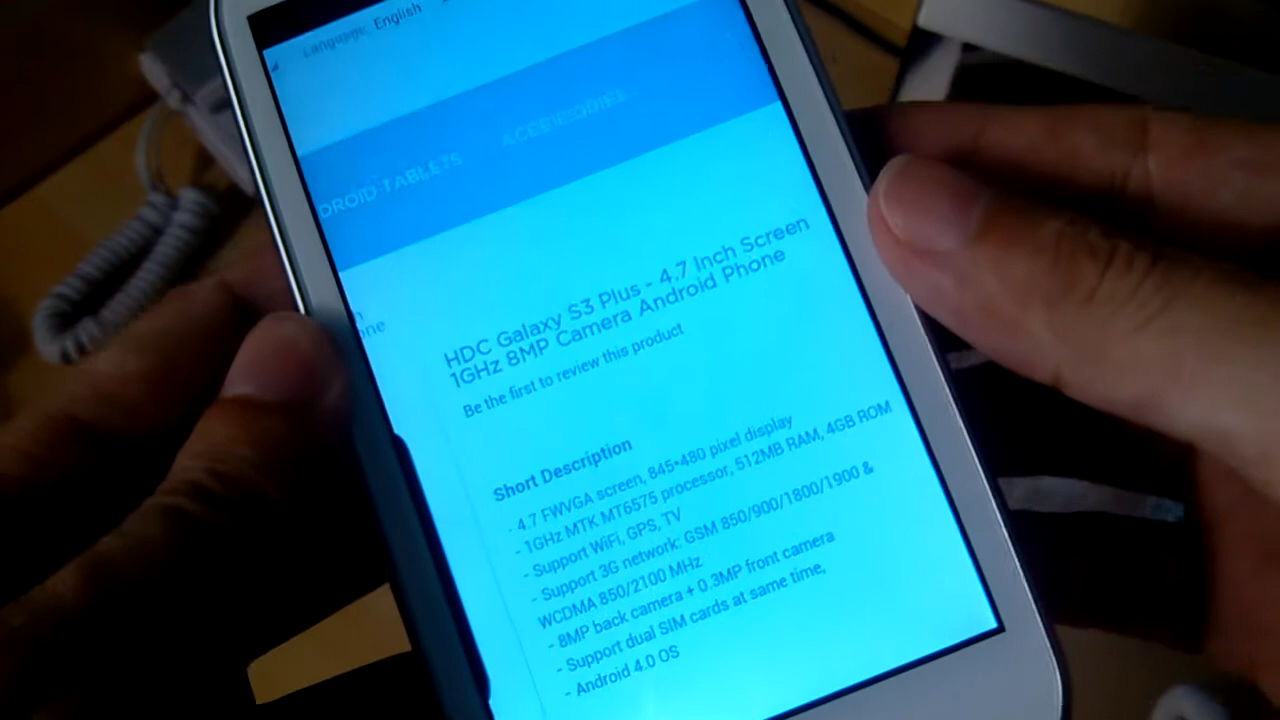 Language: English
DROID TABLETS ACCESSORIES
one
HDC Galaxy S3 Plus - 4.7 Inch Screen
1GHz 8MP Camera Android Phone
Be the first to review this product
Short Description
- 4.7 FWVGA screen, 845*480 pixel display
- 1GHz MTK MT6575 processor, 512MB RAM, 4GB ROM
- Support WiFi, GPS, TV
- Support 3G network: GSM 850/900/1800/1900 &
WCDMA 850/2100 MHz
- 8MP back camera + 0.3MP front camera
- Support dual SIM cards at same time,
- Android 4.0 OS